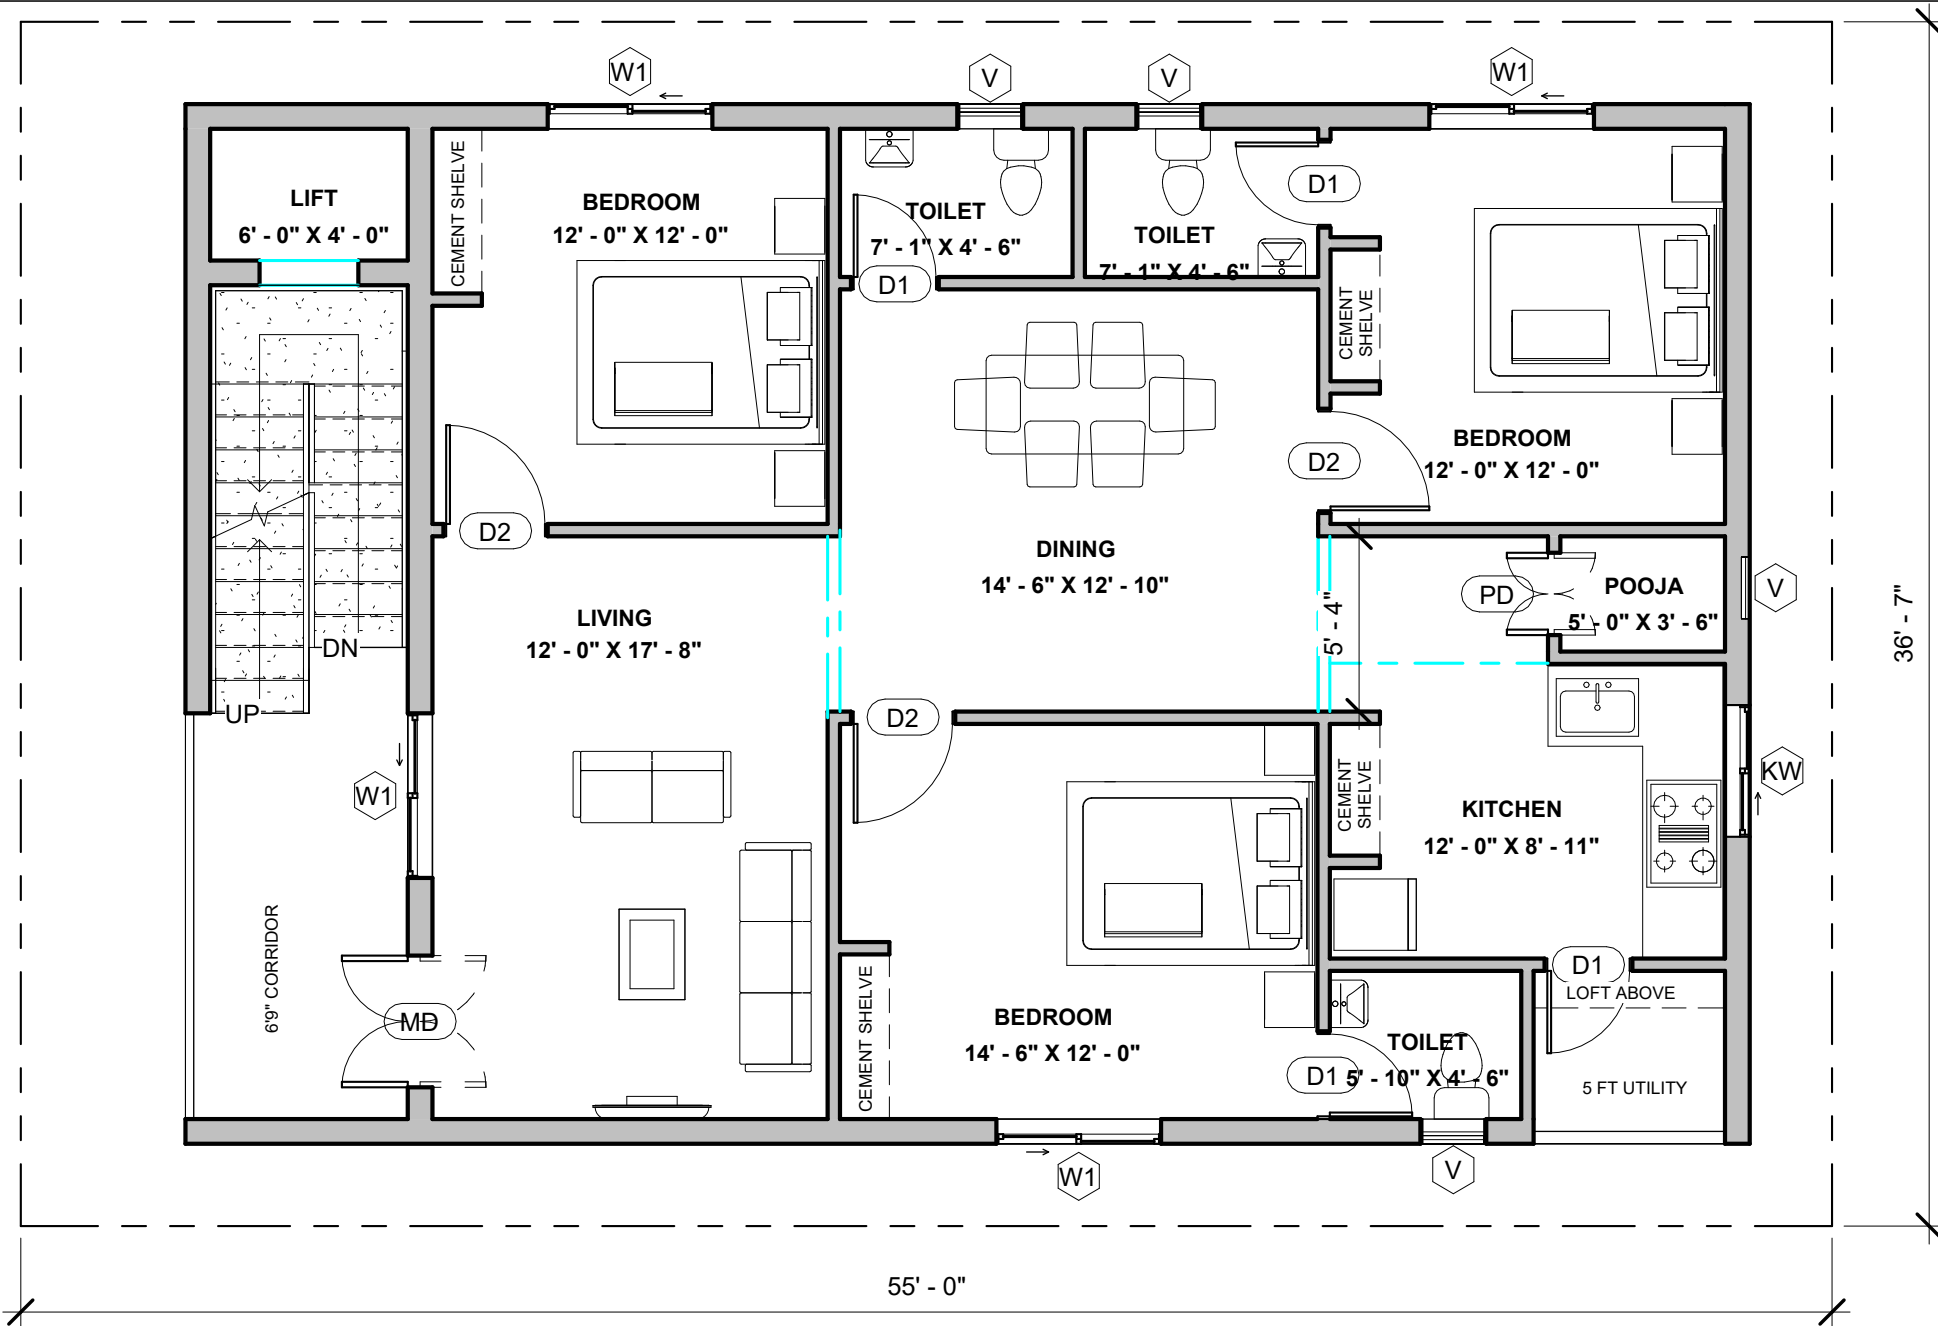 W1
V
V
W1
LIFT
6' - 0" X 4' - 0"
CEMENT SHELVE
BEDROOM
12' - 0" X 12' - 0"
TOILET
7' - 1" X 4' - 6"
D1
TOILET
7' - 1" X 4' - 6"
D1
CEMENT
SHELVE
BEDROOM
12' - 0" X 12' - 0"
D2
D2
DINING
14' - 6" X 12' - 10"
5' - 4"
PD
POOJA
5' - 0" X 3' - 6"
V
36' - 7"
LIVING
12' - 0" X 17' - 8"
DN
UP
D2
W1
CEMENT
SHELVE
KITCHEN
12' - 0" X 8' - 11"
KW
6'9" CORRIDOR
MD
CEMENT SHELVE
BEDROOM
14' - 6" X 12' - 0"
D1
LOFT ABOVE
TOILET
5' - 10" X 4' - 6"
D1
5 FT UTILITY
W1
V
55' - 0"